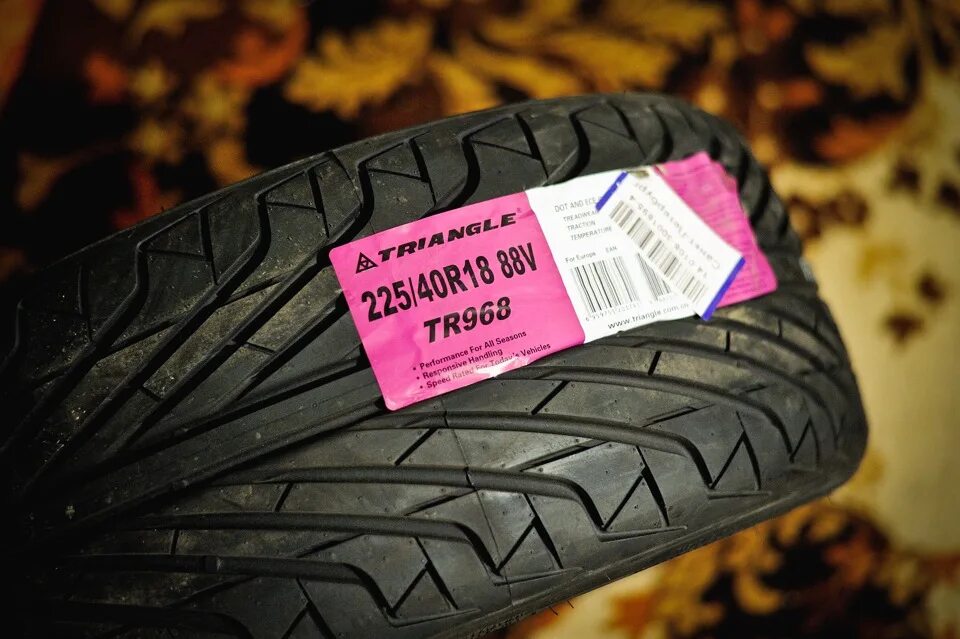 TRIANGLE®
225/40R18 88V
TR968
• Performance For All Seasons
• Responsive Handling
• Speed Rated For Today's Vehicles
DOT AND ECE
TREADWEAR
TRACTION
TEMPERATURE
For Europe EAN
www.triangle.com.cn